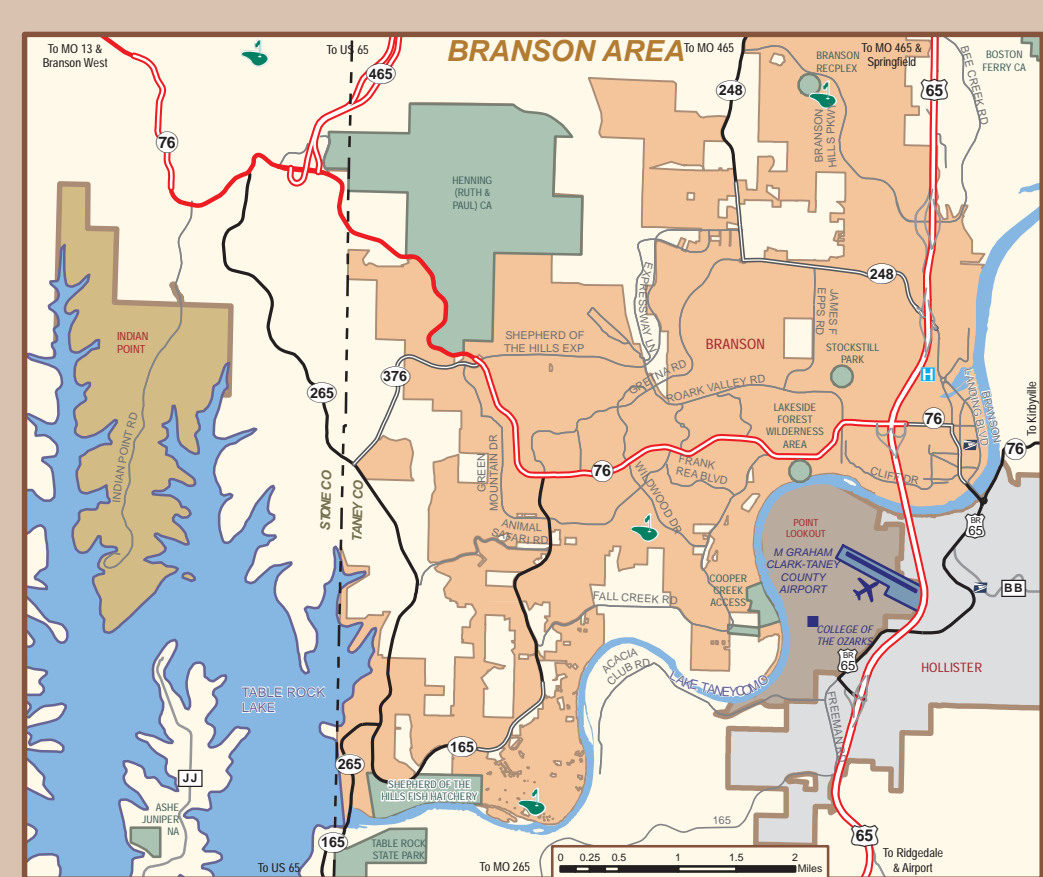 BRANSON AREA
To MO 13 &
Branson West
To US 65
To MO 465
To MO 465 &
Springfield
BRANSON
RECPLEX
BOSTON
FERRY CA
BEE CREEK RD
465
248
65
76
BRANSON
HILLS PKWY
HENNING
(RUTH &
PAUL) CA
INDIAN
POINT
INDIAN POINT RD
EXPRESSWAY LN
248
JAMES F
EPPS RD
SHEPHERD OF
THE HILLS EXP
BRANSON
STOCKSTILL
PARK
H
GRETNA RD
ROARK VALLEY RD
376
265
LAKESIDE
FOREST
WILDERNESS
AREA
76
BRANSON
LANDING BLVD
To Kirbyville
76
STONE CO
TANEY CO
GREEN
MOUNTAIN DR
76
WILDWOOD DR
FRANK
REA BLVD
CLIFF DR
ANIMAL
SAFARI RD
POINT
LOOKOUT
BR
65
M GRAHAM
CLARK-TANEY
COUNTY
AIRPORT
COOPER
CREEK
ACCESS
FALL CREEK RD
BB
COLLEGE OF
THE OZARKS
BR
65
HOLLISTER
ACACIA
CLUB RD
LAKE TANEYCOMO
TABLE ROCK
LAKE
FREEMAN RD
165
265
JJ
SHEPHERD OF THE
HILLS FISH HATCHERY
ASHE
JUNIPER
NA
165
165
65
TABLE ROCK
STATE PARK
To US 65
To MO 265
To Ridgedale
& Airport
0 0.25 0.5 1 1.5 2
Miles